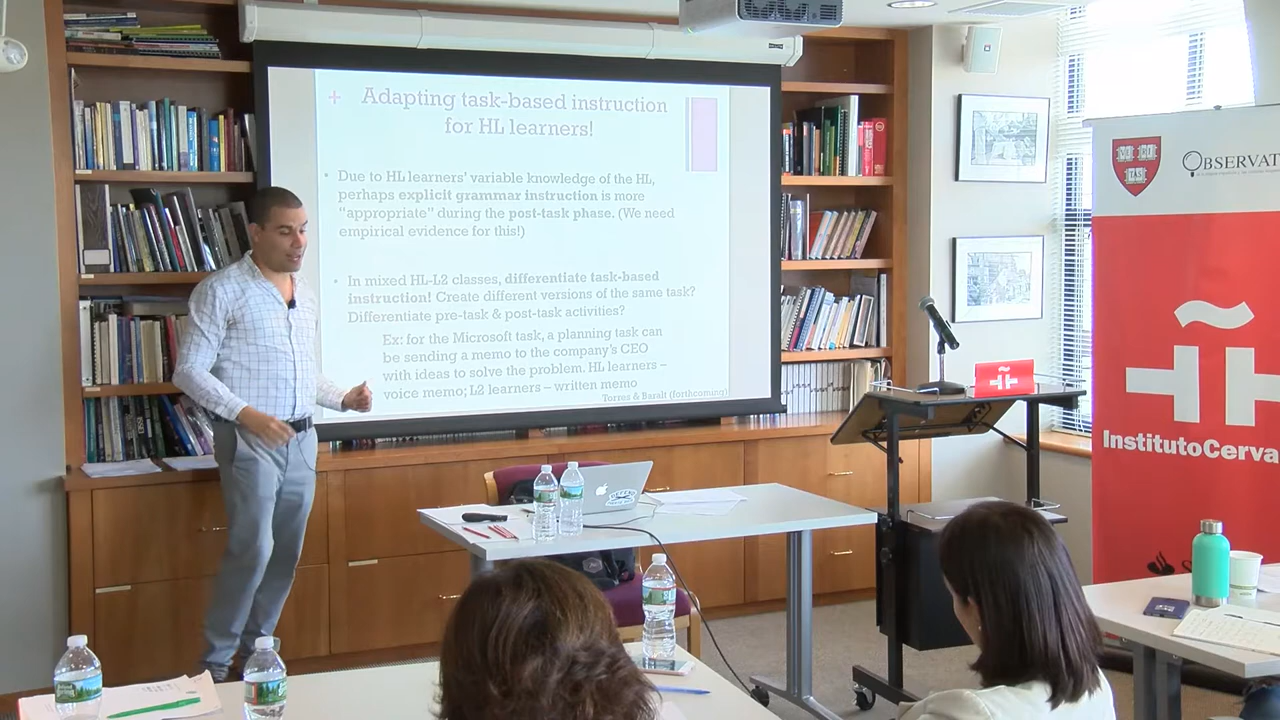 + Adapting task-based instruction
for HL learners!
• Due to HL learners' variable knowledge of the HL,
perhaps explicit grammar instruction is more
"appropriate" during the post-task phase. (We need
empirical evidence for this!)
• In mixed HL-L2 classes, differentiate task-based
instruction! Create different versions of the same task?
Differentiate pre-task & post-task activities?
Ex: for the Microsoft task, a planning task can
be sending a memo to the company's CEO
with ideas to solve the problem. HL learners –
voice memo; L2 learners – written memo
Torres & Baralt (forthcoming)
VE RI
TAS
OBSERVAT
InstitutoCerva